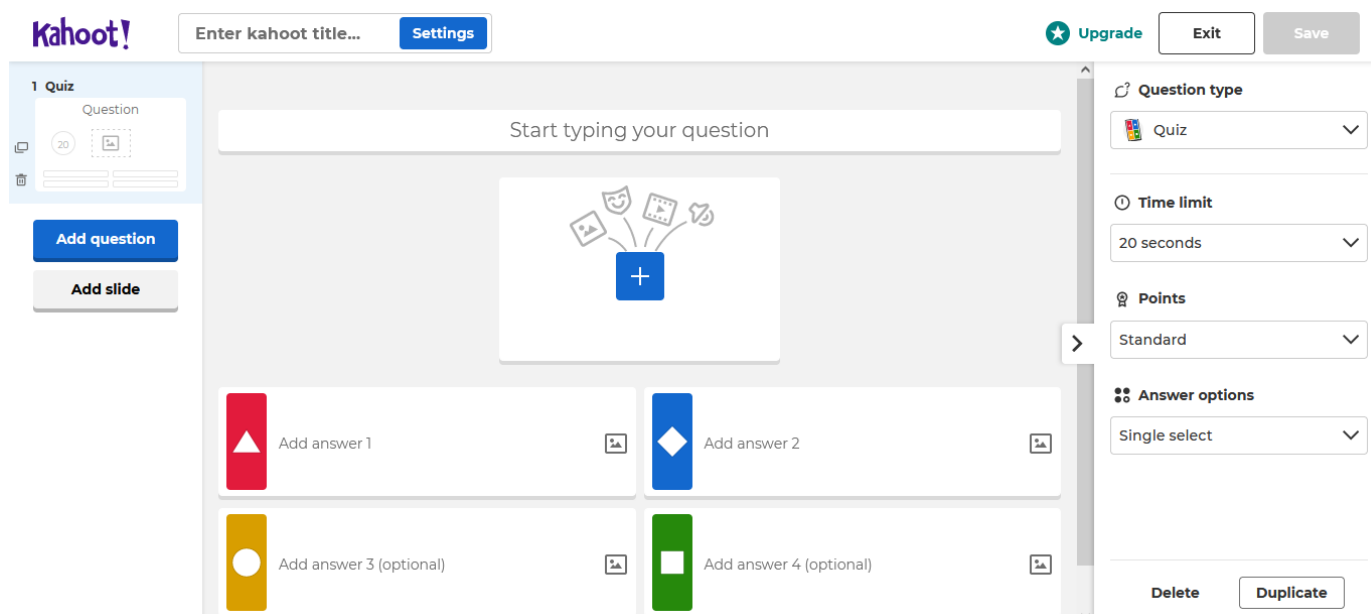 Kahoot!
Enter kahoot title...
Settings
Upgrade
Exit
Save
1 Quiz
Question
20
Add question
Add slide
Start typing your question
Add answer 1
Add answer 2
Add answer 3 (optional)
Add answer 4 (optional)
Question type
Quiz
Time limit
20 seconds
Points
Standard
Answer options
Single select
Delete
Duplicate